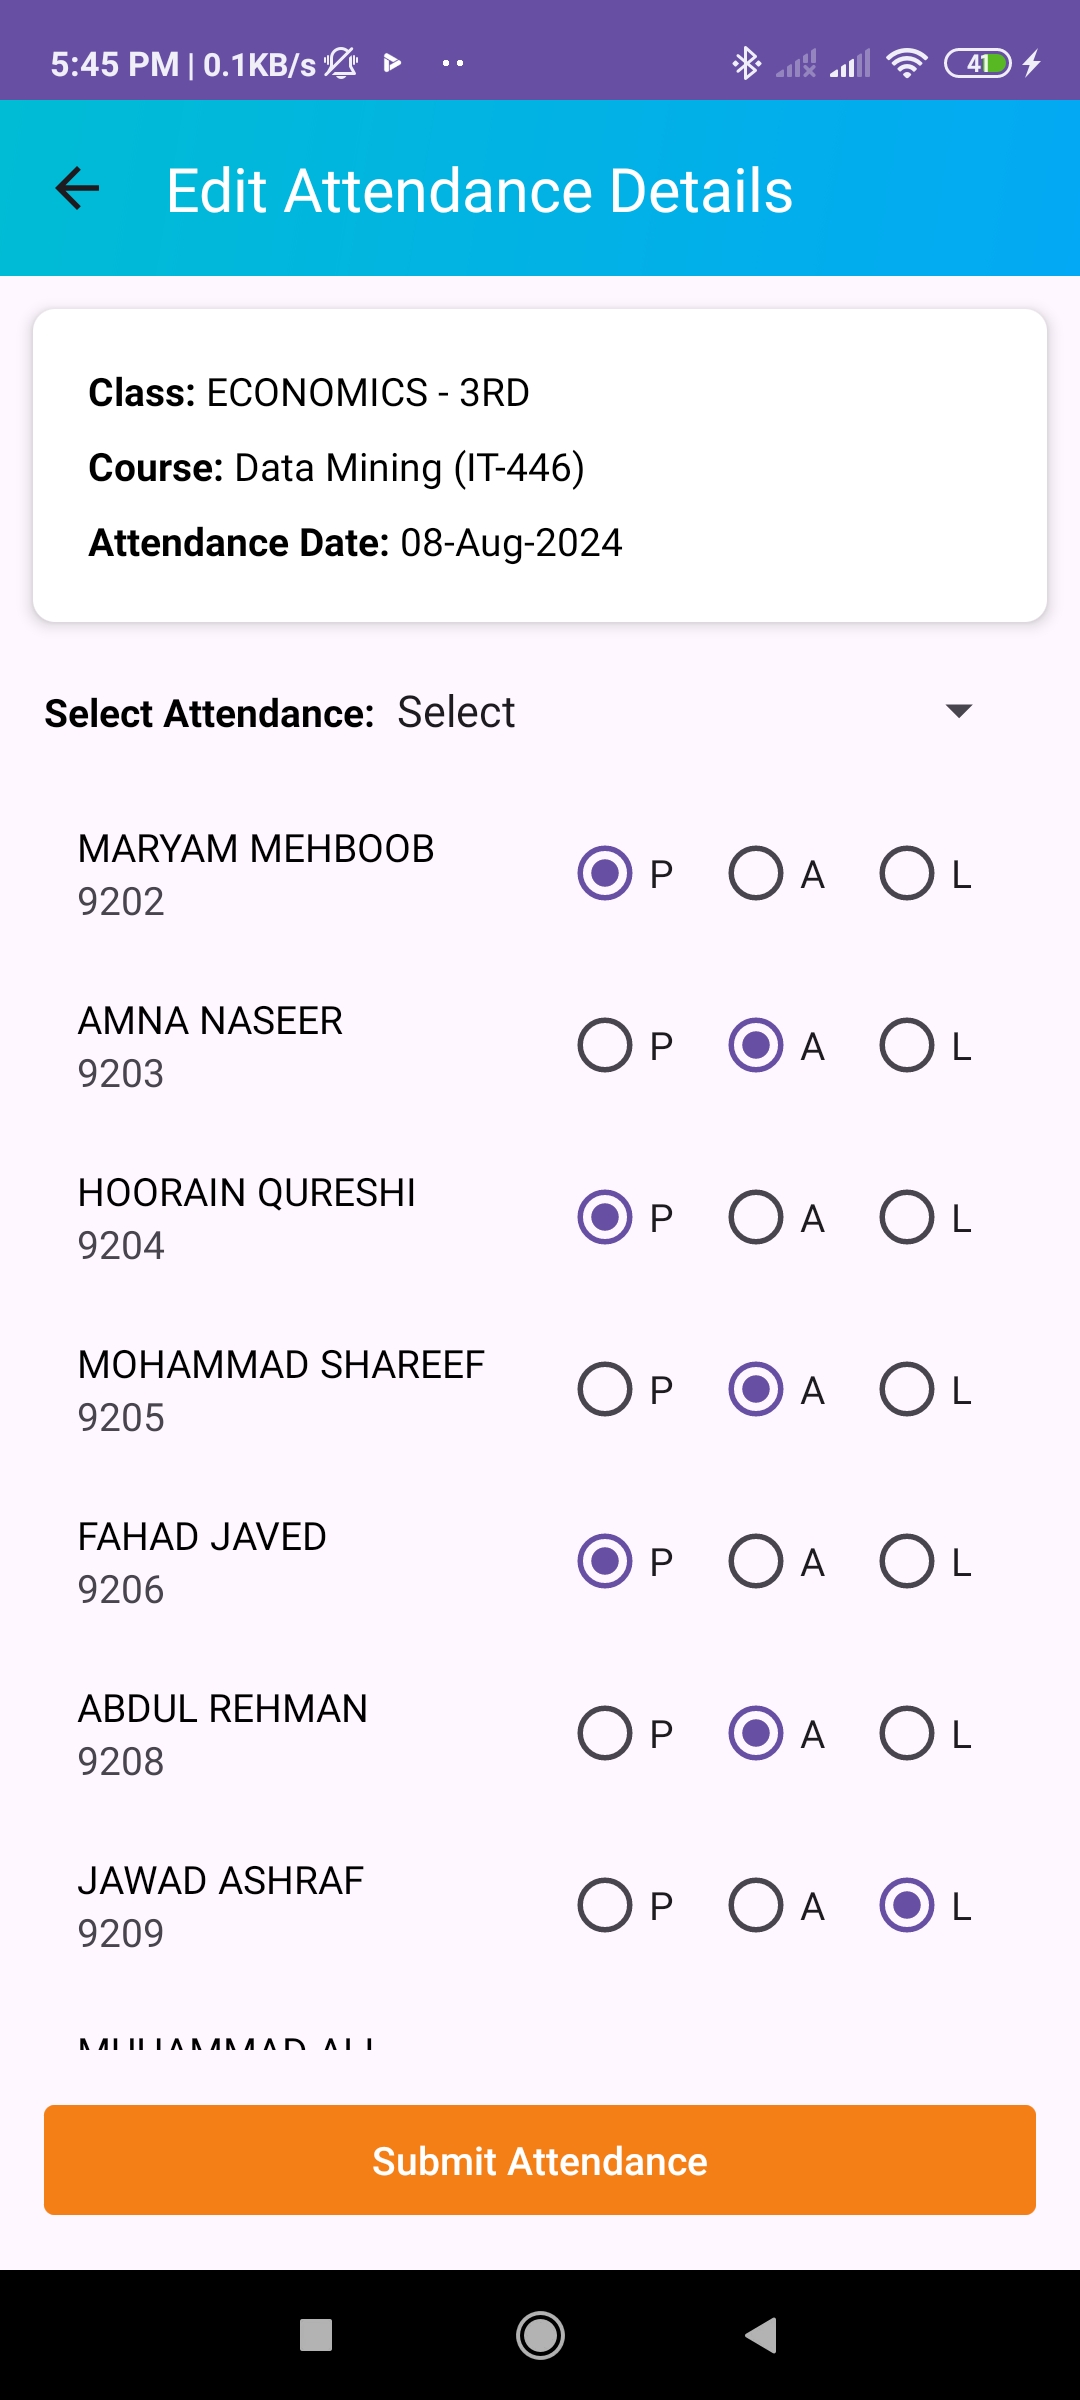 5:45 PM | 0.1KB/s
41
Edit Attendance Details
Class: ECONOMICS - 3RD
Course: Data Mining (IT-446)
Attendance Date: 08-Aug-2024
Select Attendance: Select
MARYAM MEHBOOB
9202
P A L
AMNA NASEER
9203
P A L
HOORAIN QURESHI
9204
P A L
MOHAMMAD SHAREEF
9205
P A L
FAHAD JAVED
9206
P A L
ABDUL REHMAN
9208
P A L
JAWAD ASHRAF
9209
P A L
MUHAMMAD ALI
Submit Attendance